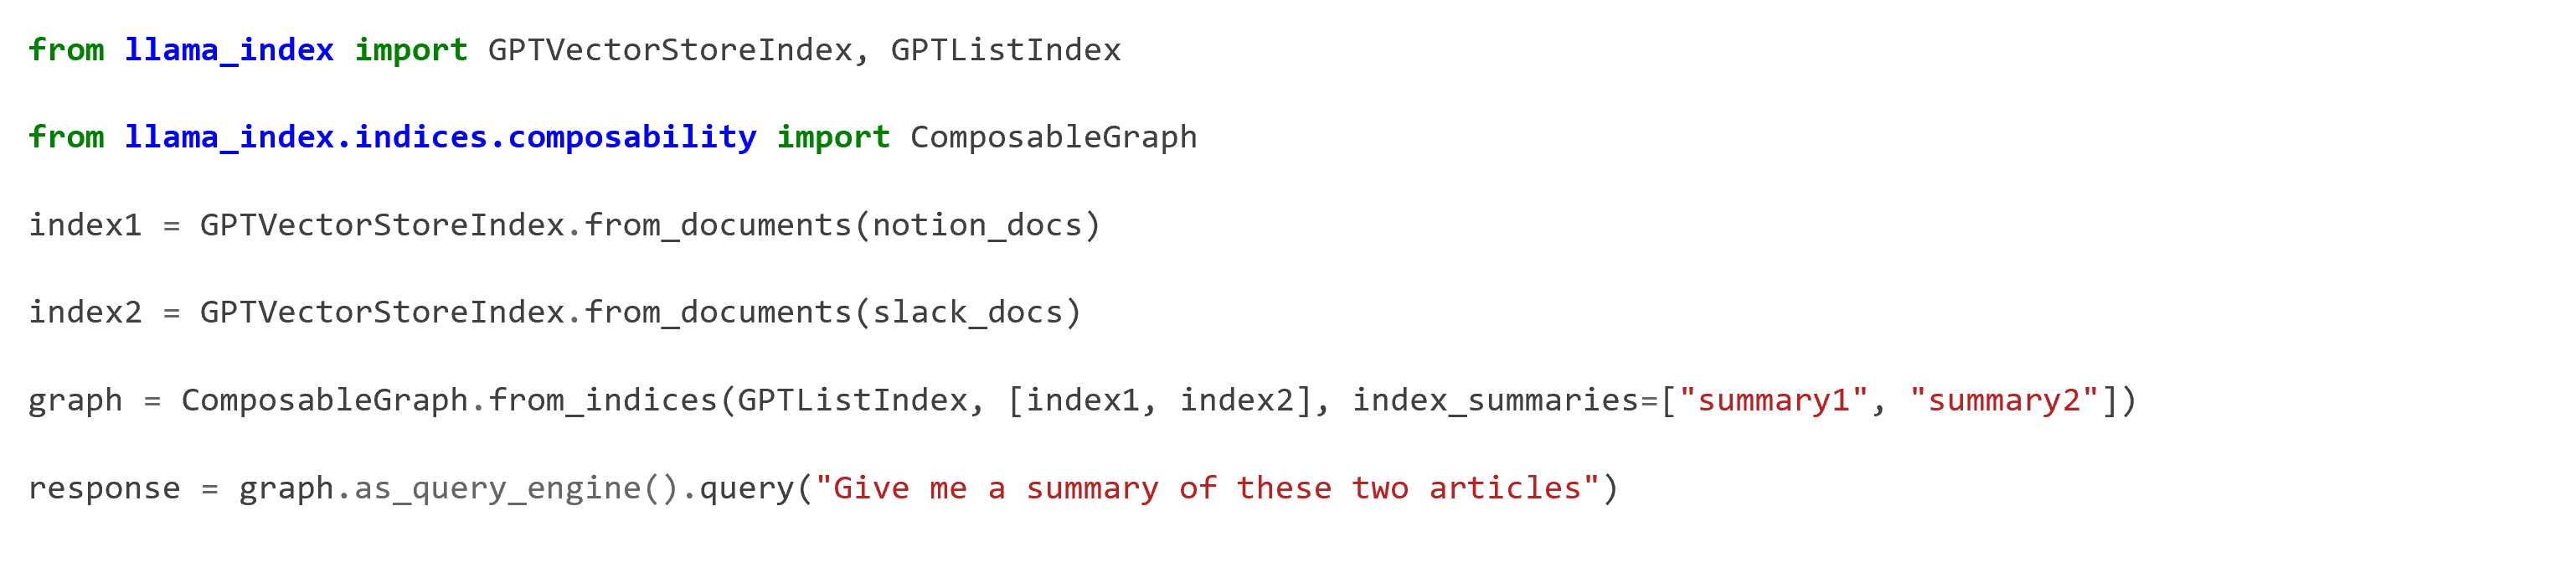 from llama_index import GPTVectorStoreIndex, GPTListIndex
from llama_index.indices.composability import ComposableGraph
index1 = GPTVectorStoreIndex.from_documents(notion_docs)
index2 = GPTVectorStoreIndex.from_documents(slack_docs)
graph = ComposableGraph.from_indices(GPTListIndex, [index1, index2], index_summaries=["summary1", "summary2"])
response = graph.as_query_engine().query("Give me a summary of these two articles")